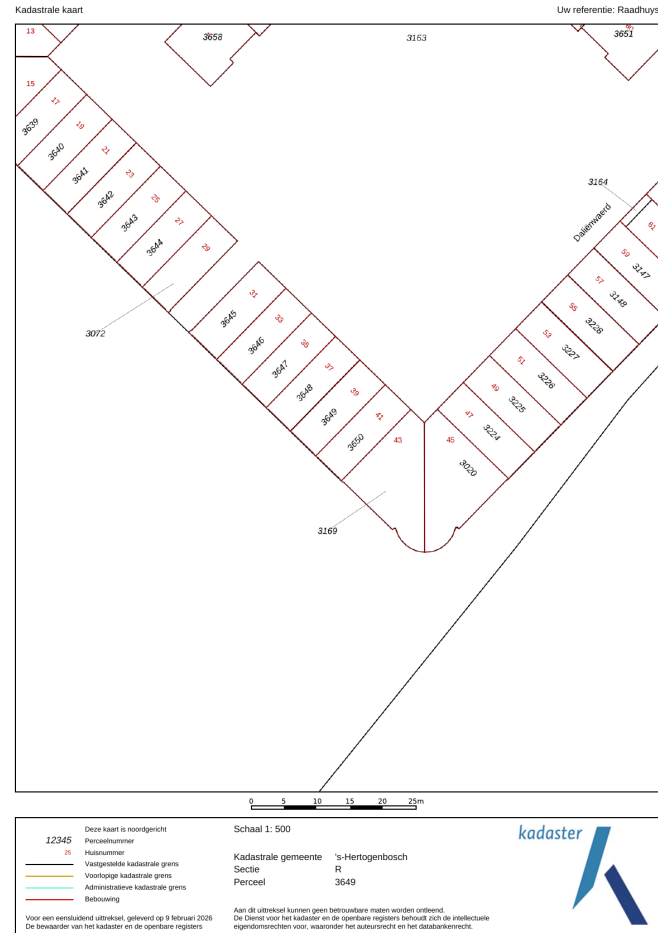 Kadastrale kaart
Uw referentie: Raadhuys
13
3658
3163
3651
15
17
3639
19
3640
21
3641
23
3642
25
3643
27
3644
29
3072
31
3645
33
3646
35
3647
37
3648
39
3649
41
3650
43
3169
3164
Daliënwaerd
61
3147
59
3148
57
3228
55
3227
53
3226
51
3225
49
3224
47
3020
45
0 5 10 15 20 25m
Deze kaart is noordgericht
12345 Perceelnummer
25 Huisnummer
Vastgestelde kadastrale grens
Voorlopige kadastrale grens
Administratieve kadastrale grens
Bebouwing
Voor een eensluidend uittreksel, geleverd op 9 februari 2026
De bewaarder van het kadaster en de openbare registers
Schaal 1: 500
Kadastrale gemeente 's-Hertogenbosch
Sectie R
Perceel 3649
Aan dit uittreksel kunnen geen betrouwbare maten worden ontleend.
De Dienst voor het kadaster en de openbare registers behoudt zich de intellectuele
eigendomsrechten voor, waaronder het auteursrecht en het databankenrecht.
kadaster